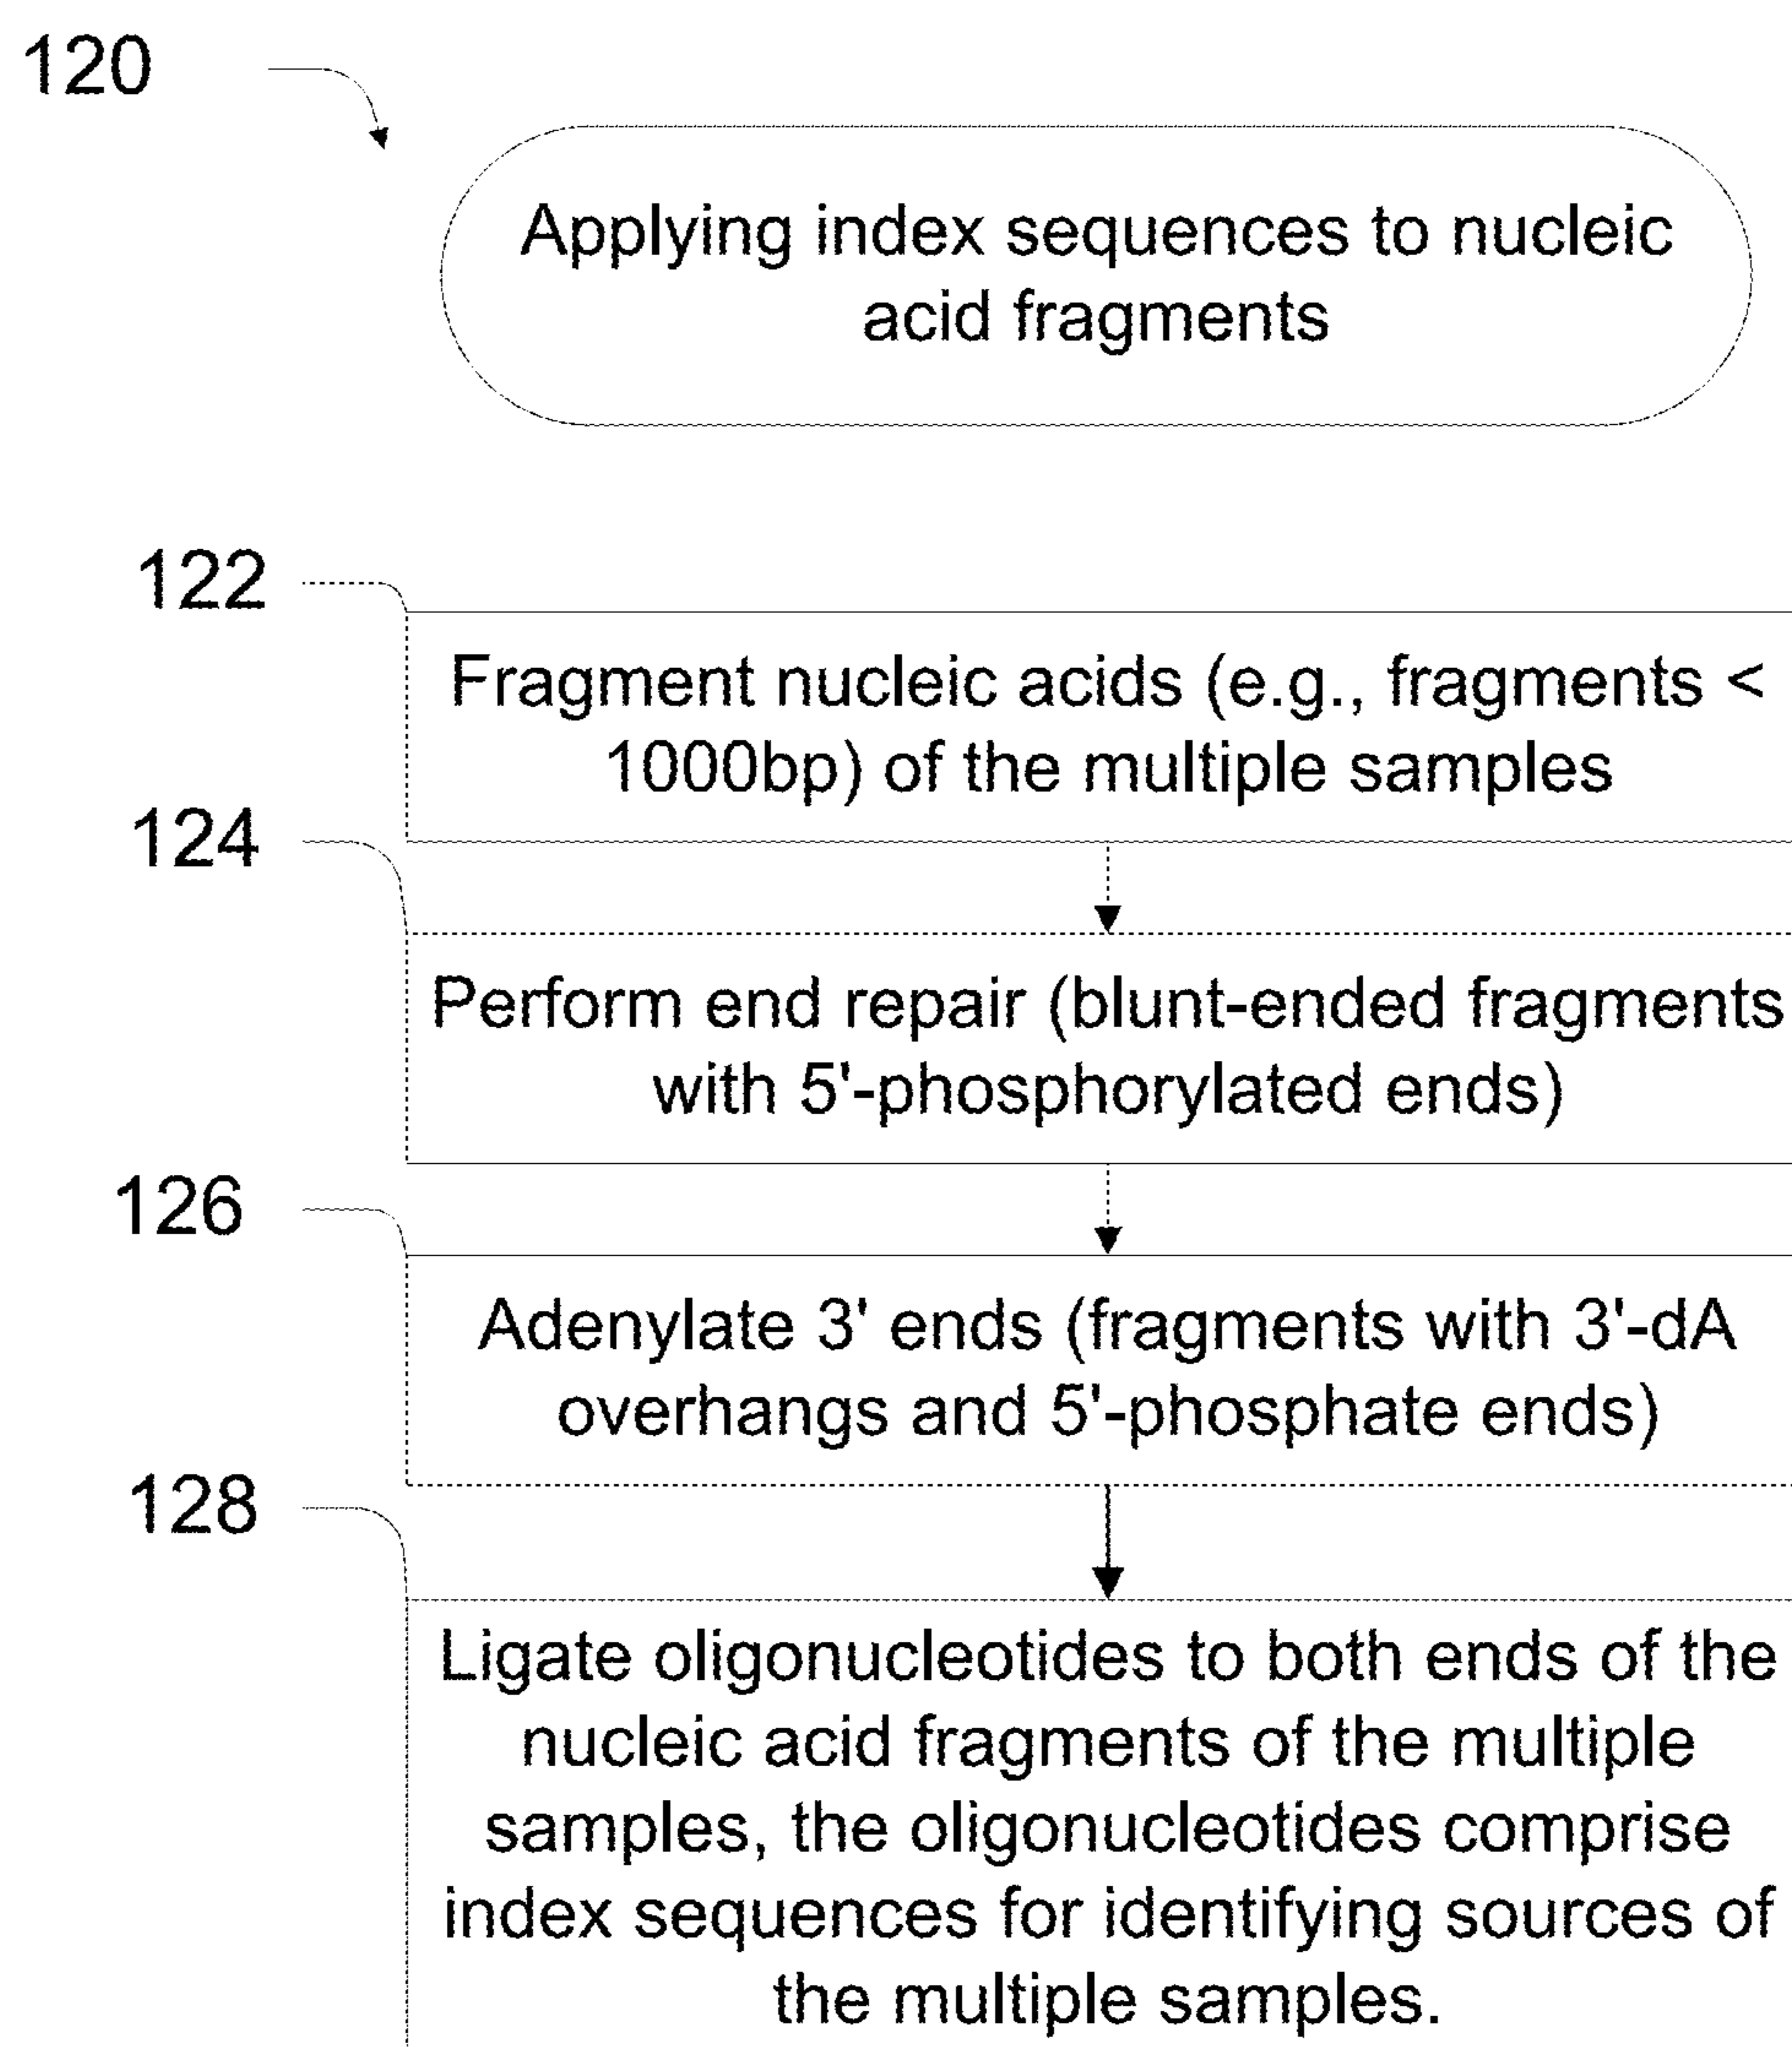 120
Applying index sequences to nucleic
acid fragments
122
Fragment nucleic acids (e.g., fragments <
1000bp) of the multiple samples
124
Perform end repair (blunt-ended fragments
with 5'-phosphorylated ends)
126
Adenylate 3' ends (fragments with 3'-dA
overhangs and 5'-phosphate ends)
128
Ligate oligonucleotides to both ends of the
nucleic acid fragments of the multiple
samples, the oligonucleotides comprise
index sequences for identifying sources of
the multiple samples.